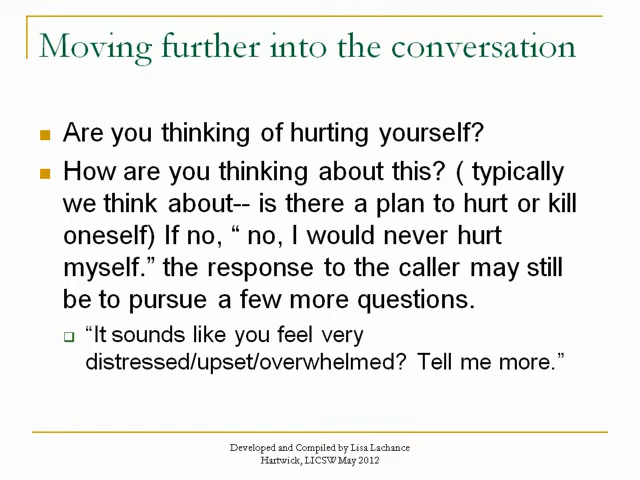 Moving further into the conversation
Are you thinking of hurting yourself?
How are you thinking about this? ( typically
we think about-- is there a plan to hurt or kill
oneself) If no, “ no, I would never hurt
myself.” the response to the caller may still
be to pursue a few more questions.
“It sounds like you feel very
distressed/upset/overwhelmed? Tell me more.”
Developed and Compiled by Lisa Lachance
Hartwick, LICSW May 2012